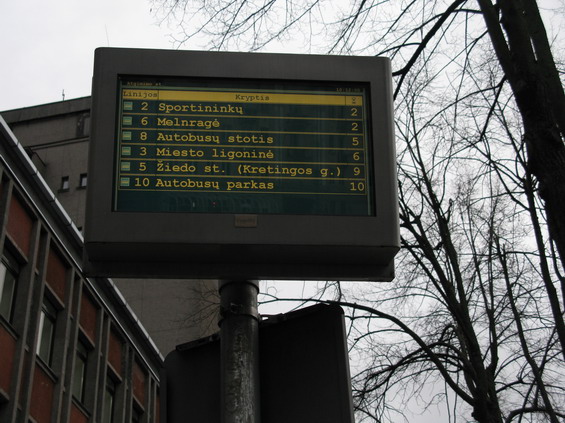 Linijos Kryptis
2 Sportininkų 2
6 Melnragė 2
8 Autobusų stotis 5
3 Miesto ligoninė 6
5 Žiedo st. (Kretingos g.) 9
10 Autobusų parkas 10